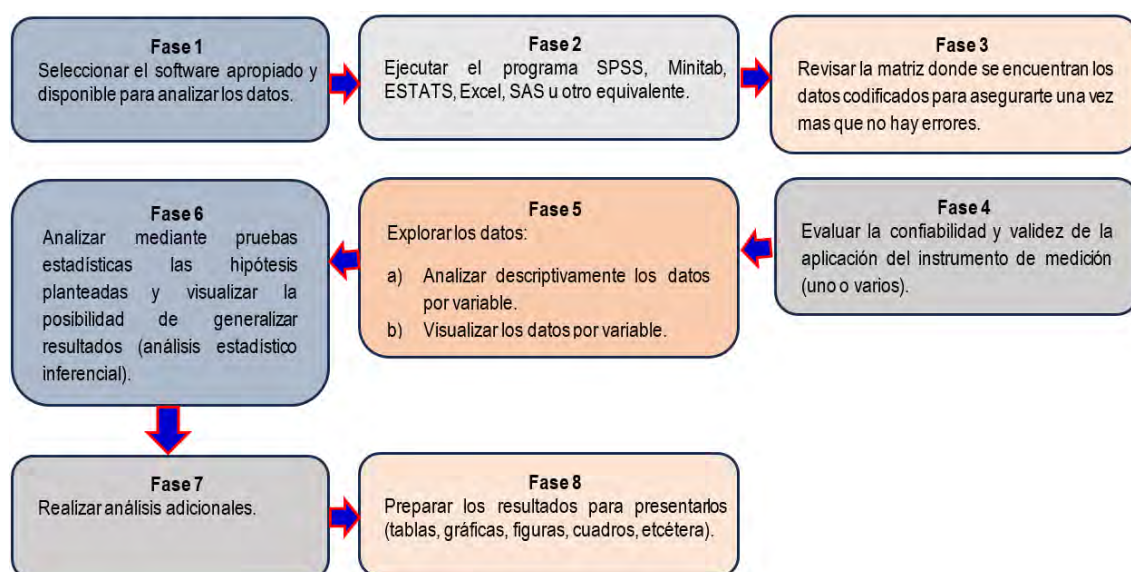 Fase 1
Seleccionar el software apropiado y
disponible para analizar los datos.
Fase 2
Ejecutar el programa SPSS, Minitab,
ESTATS, Excel, SAS u otro equivalente.
Fase 3
Revisar la matriz donde se encuentran los
datos codificados para asegurarte una vez
mas que no hay errores.
Fase 4
Evaluar la confiabilidad y validez de la
aplicación del instrumento de medición
(uno o varios).
Fase 5
Explorar los datos:
a) Analizar descriptivamente los datos
por variable.
b) Visualizar los datos por variable.
Fase 6
Analizar mediante pruebas
estadísticas las hipótesis
planteadas y visualizar la
posibilidad de generalizar
resultados (análisis estadístico
inferencial).
Fase 7
Realizar análisis adicionales.
Fase 8
Preparar los resultados para presentarlos
(tablas, gráficas, figuras, cuadros, etcétera).